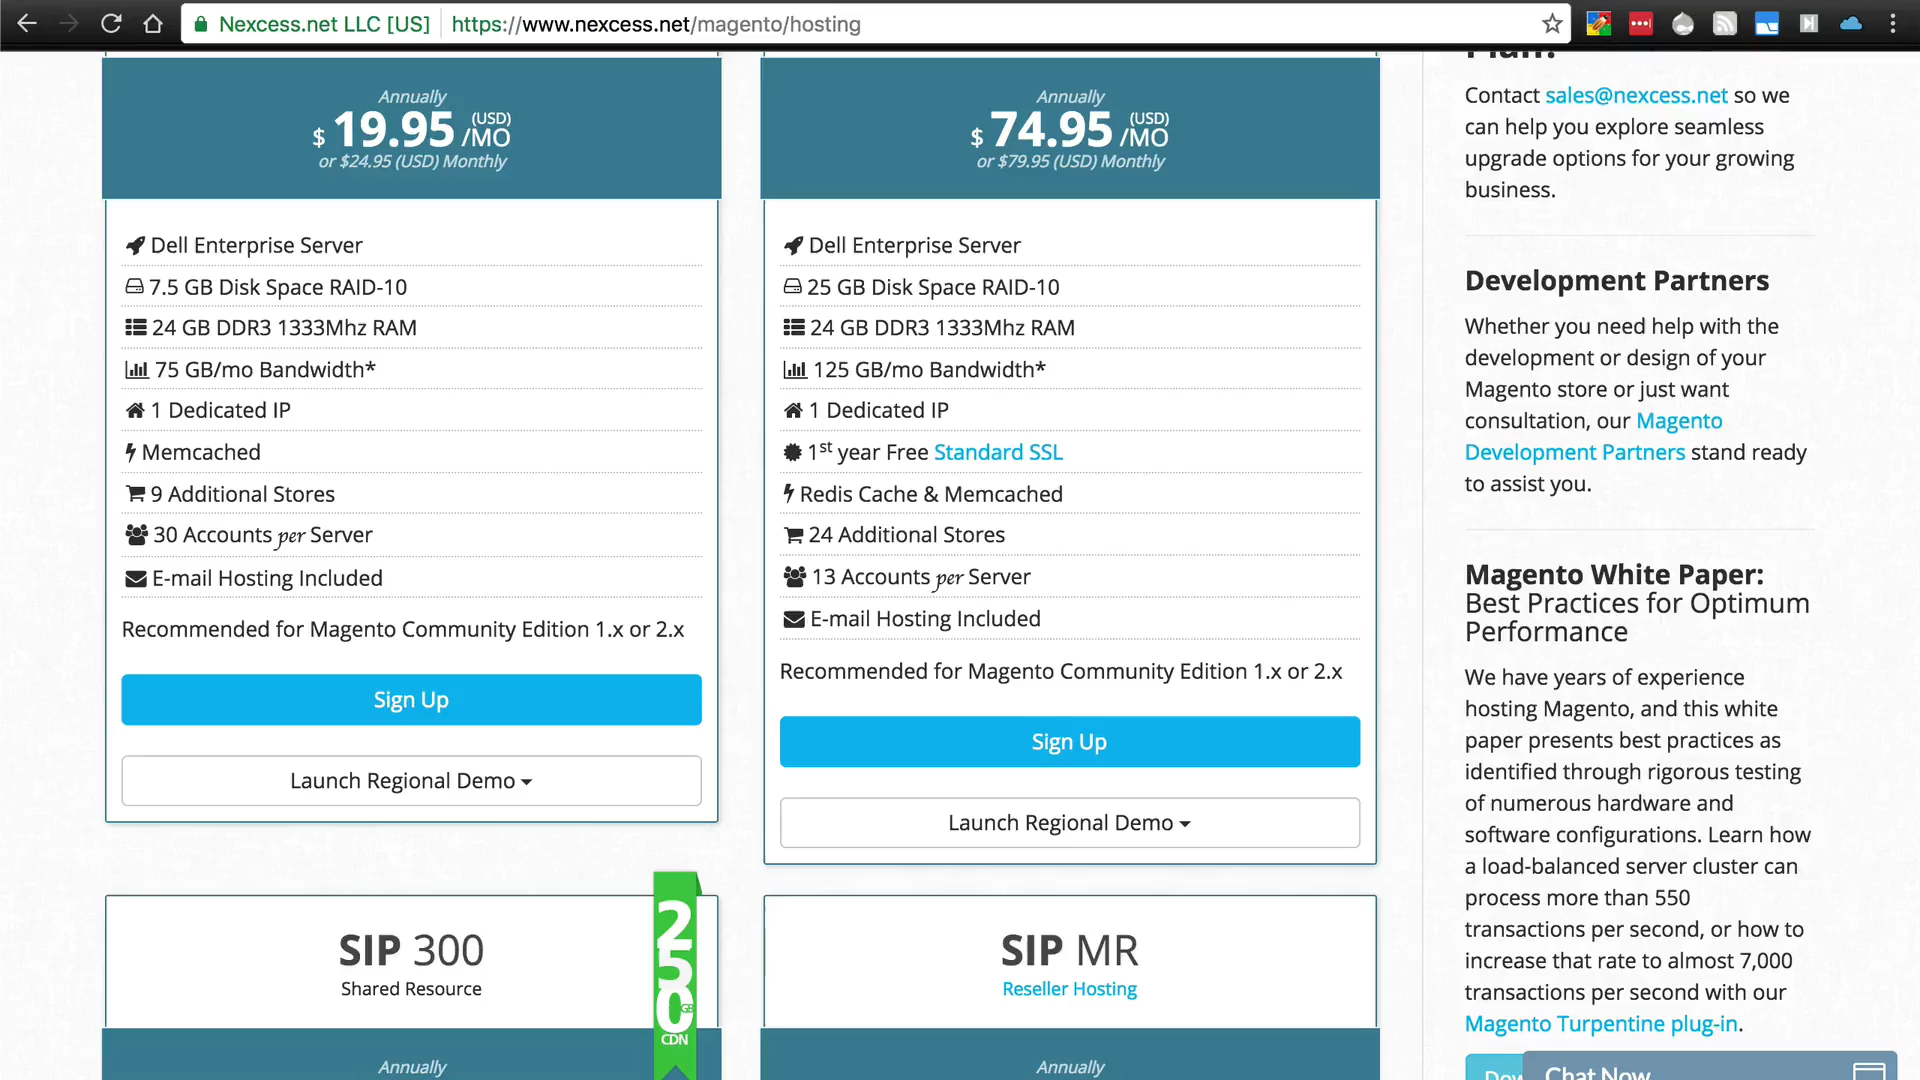 Nexcess.net LLC [US]
https://www.nexcess.net/magento/hosting
Annually
$ 19.95 (USD) /MO
or $24.95 (USD) Monthly
Dell Enterprise Server
7.5 GB Disk Space RAID-10
24 GB DDR3 1333Mhz RAM
75 GB/mo Bandwidth*
1 Dedicated IP
Memcached
9 Additional Stores
30 Accounts per Server
E-mail Hosting Included
Recommended for Magento Community Edition 1.x or 2.x
Sign Up
Launch Regional Demo
Annually
$ 74.95 (USD) /MO
or $79.95 (USD) Monthly
Dell Enterprise Server
25 GB Disk Space RAID-10
24 GB DDR3 1333Mhz RAM
125 GB/mo Bandwidth*
1 Dedicated IP
1st year Free Standard SSL
Redis Cache & Memcached
24 Additional Stores
13 Accounts per Server
E-mail Hosting Included
Recommended for Magento Community Edition 1.x or 2.x
Sign Up
Launch Regional Demo
SIP 300
Shared Resource
250
GB
CDN
Annually
SIP MR
Reseller Hosting
Annually
Plan?
Contact sales@nexcess.net so we
can help you explore seamless
upgrade options for your growing
business.
Development Partners
Whether you need help with the
development or design of your
Magento store or just want
consultation, our Magento
Development Partners stand ready
to assist you.
Magento White Paper:
Best Practices for Optimum
Performance
We have years of experience
hosting Magento, and this white
paper presents best practices as
identified through rigorous testing
of numerous hardware and
software configurations. Learn how
a load-balanced server cluster can
process more than 550
transactions per second, or how to
increase that rate to almost 7,000
transactions per second with our
Magento Turpentine plug-in.
Chat Now